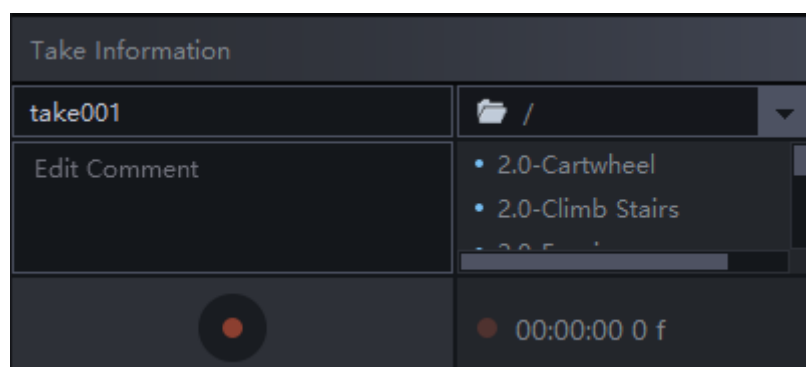 Take Information
take001
/
Edit Comment
• 2.0-Cartwheel
• 2.0-Climb Stairs
00:00:00 0 f